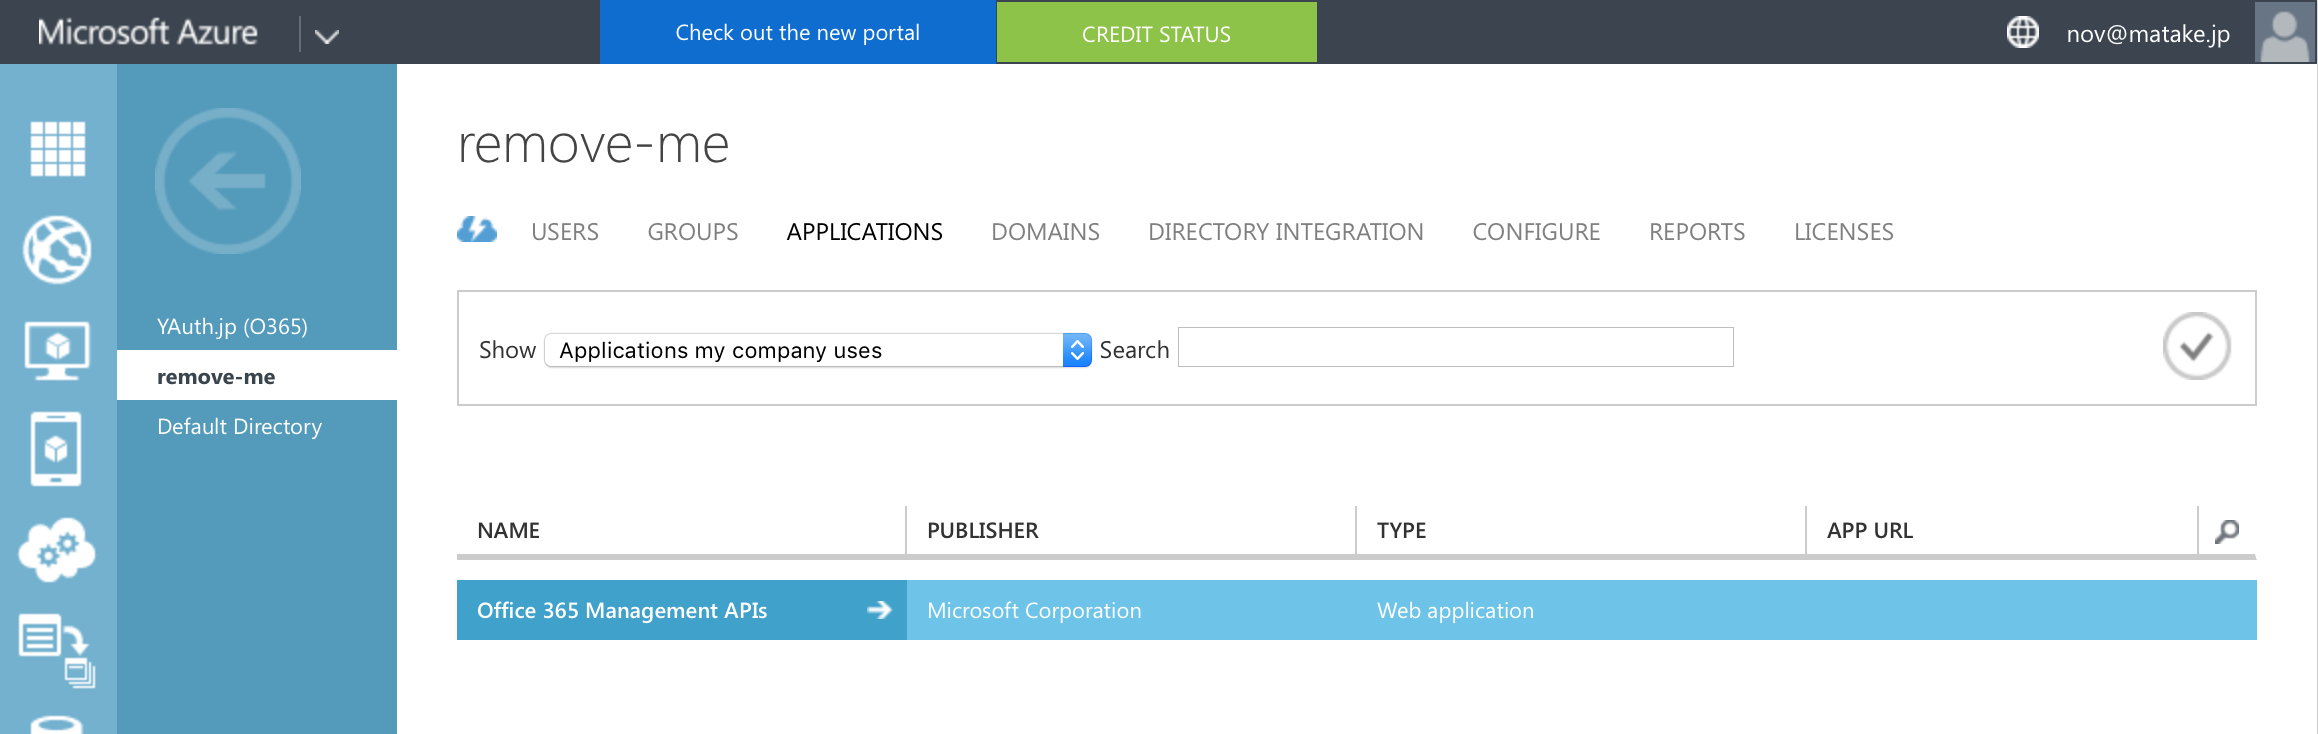 Microsoft Azure
Check out the new portal
CREDIT STATUS
nov@matake.jp
YAuth.jp (O365)
remove-me
Default Directory
remove-me
USERS GROUPS APPLICATIONS DOMAINS DIRECTORY INTEGRATION CONFIGURE REPORTS LICENSES
Show Applications my company uses Search
NAME PUBLISHER TYPE APP URL
Office 365 Management APIs Microsoft Corporation Web application